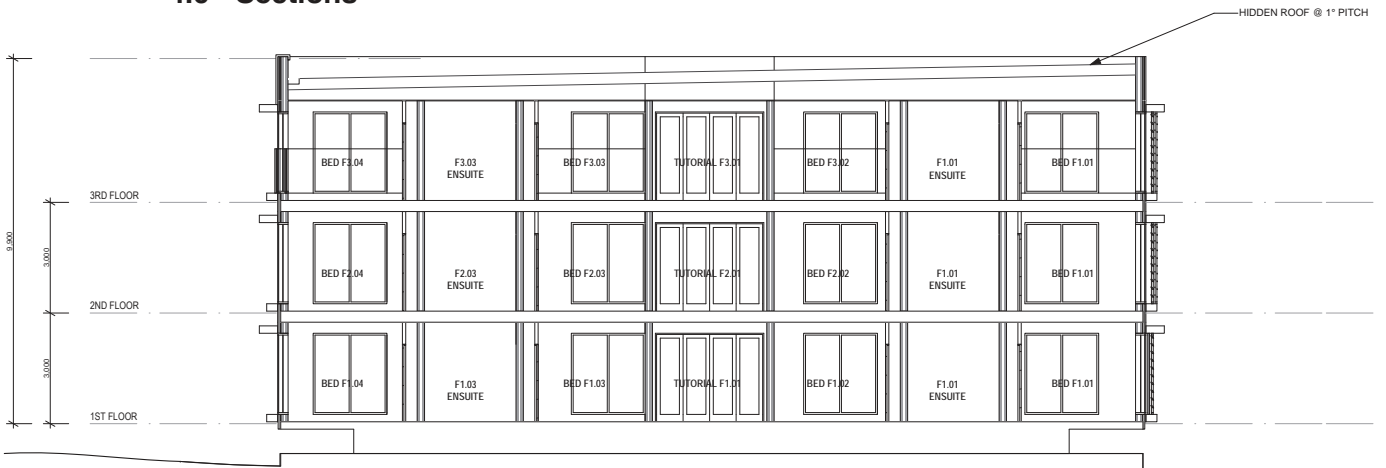 HIDDEN ROOF @ 1° PITCH
BED F3.04
F3.03
ENSUITE
BED F3.03
TUTORIAL F3.01
BED F3.02
F1.01
ENSUITE
BED F1.01
3RD FLOOR
9.900
3.000
BED F2.04
F2.03
ENSUITE
BED F2.03
TUTORIAL F2.01
BED F2.02
F1.01
ENSUITE
BED F1.01
2ND FLOOR
3.000
BED F1.04
F1.03
ENSUITE
BED F1.03
TUTORIAL F1.01
BED F1.02
F1.01
ENSUITE
BED F1.01
1ST FLOOR